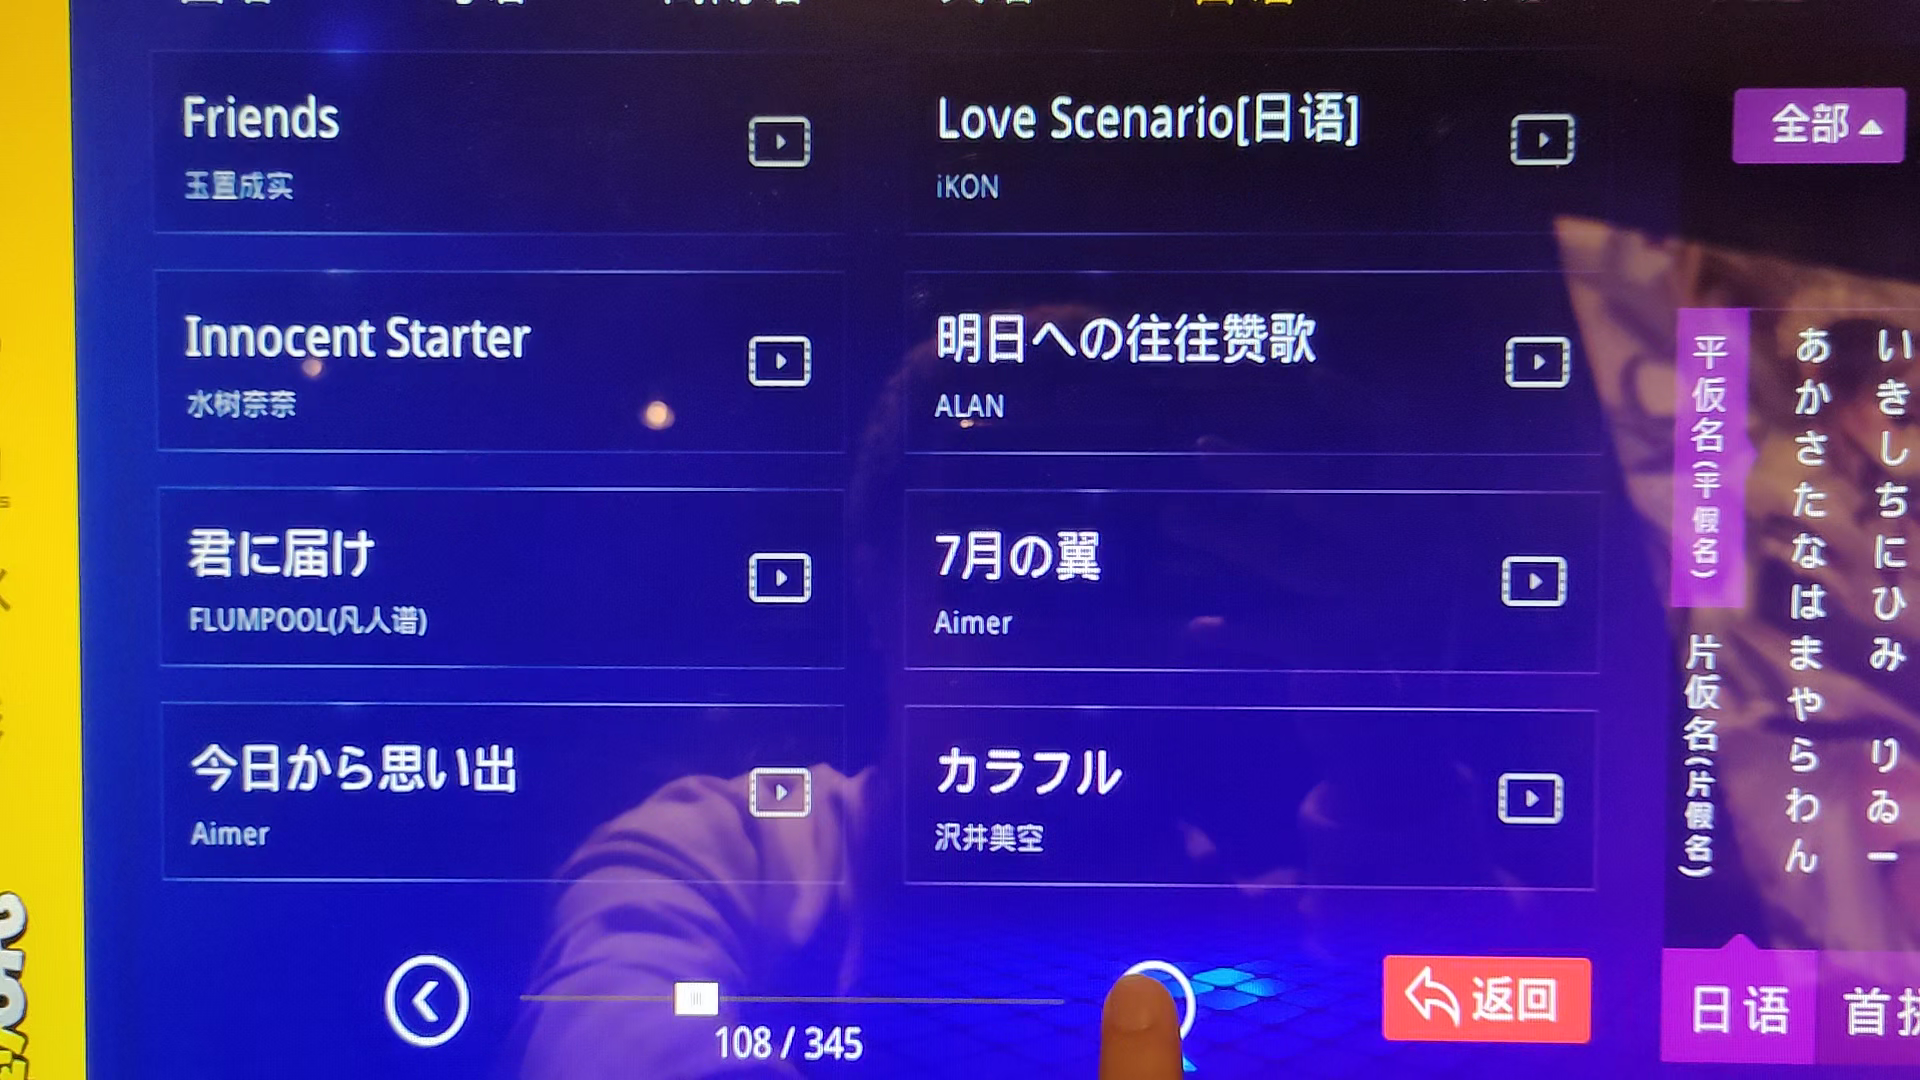 Friends
玉置成实
Love Scenario[日语]
iKON
全部
Innocent Starter
水树奈奈
明日への往往赞歌
ALAN
君に届け
FLUMPOOL(凡人谱)
7月の翼
Aimer
今日から思い出
Aimer
カラフル
沢井美空
平仮名(平假名)
片仮名(片假名)
あかさたなはまやらわん
いきしちにひみ りゐー
108 / 345
返回
日语
首